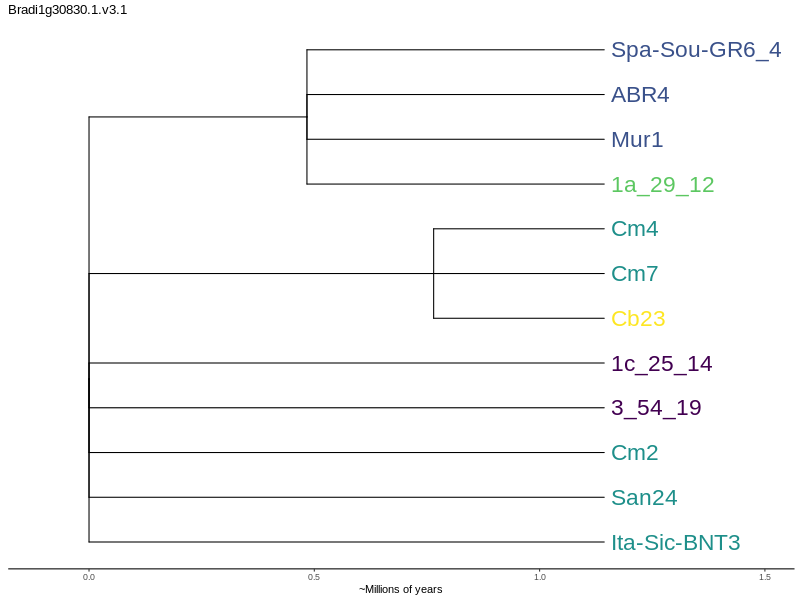 Bradi1g30830.1.v3.1
Spa-Sou-GR6_4
ABR4
Mur1
1a_29_12
Cm4
Cm7
Cb23
1c_25_14
3_54_19
Cm2
San24
Ita-Sic-BNT3
0.0 0.5 1.0 1.5
~Millions of years